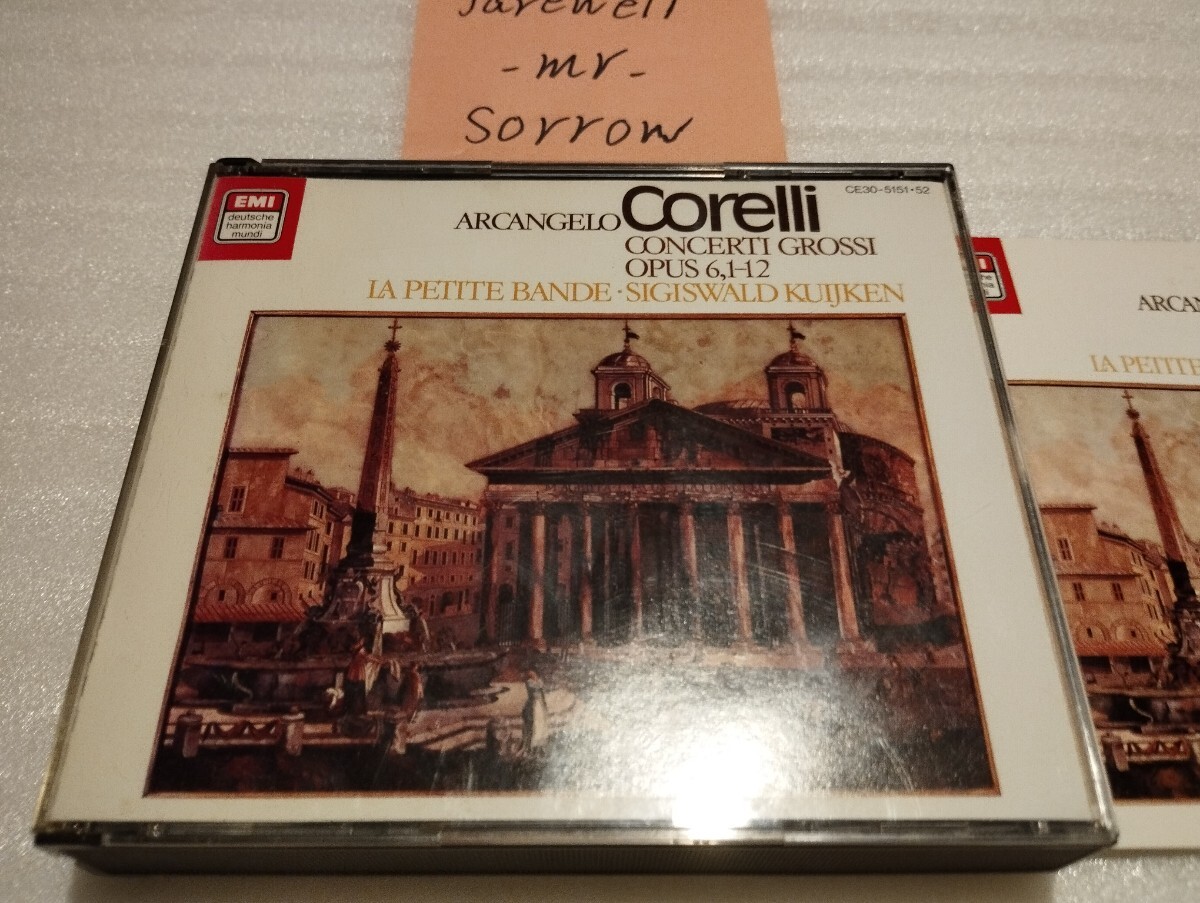 farewell
-mr-
Sorrow
EMI
deutsche
harmonia
mundi
CE30-5151・52
ARCANGELO Corelli
CONCERTI GROSSI
OPUS 6,1-12
LA PETITE BANDE · SIGISWALD KUIJKEN
LA PETITE